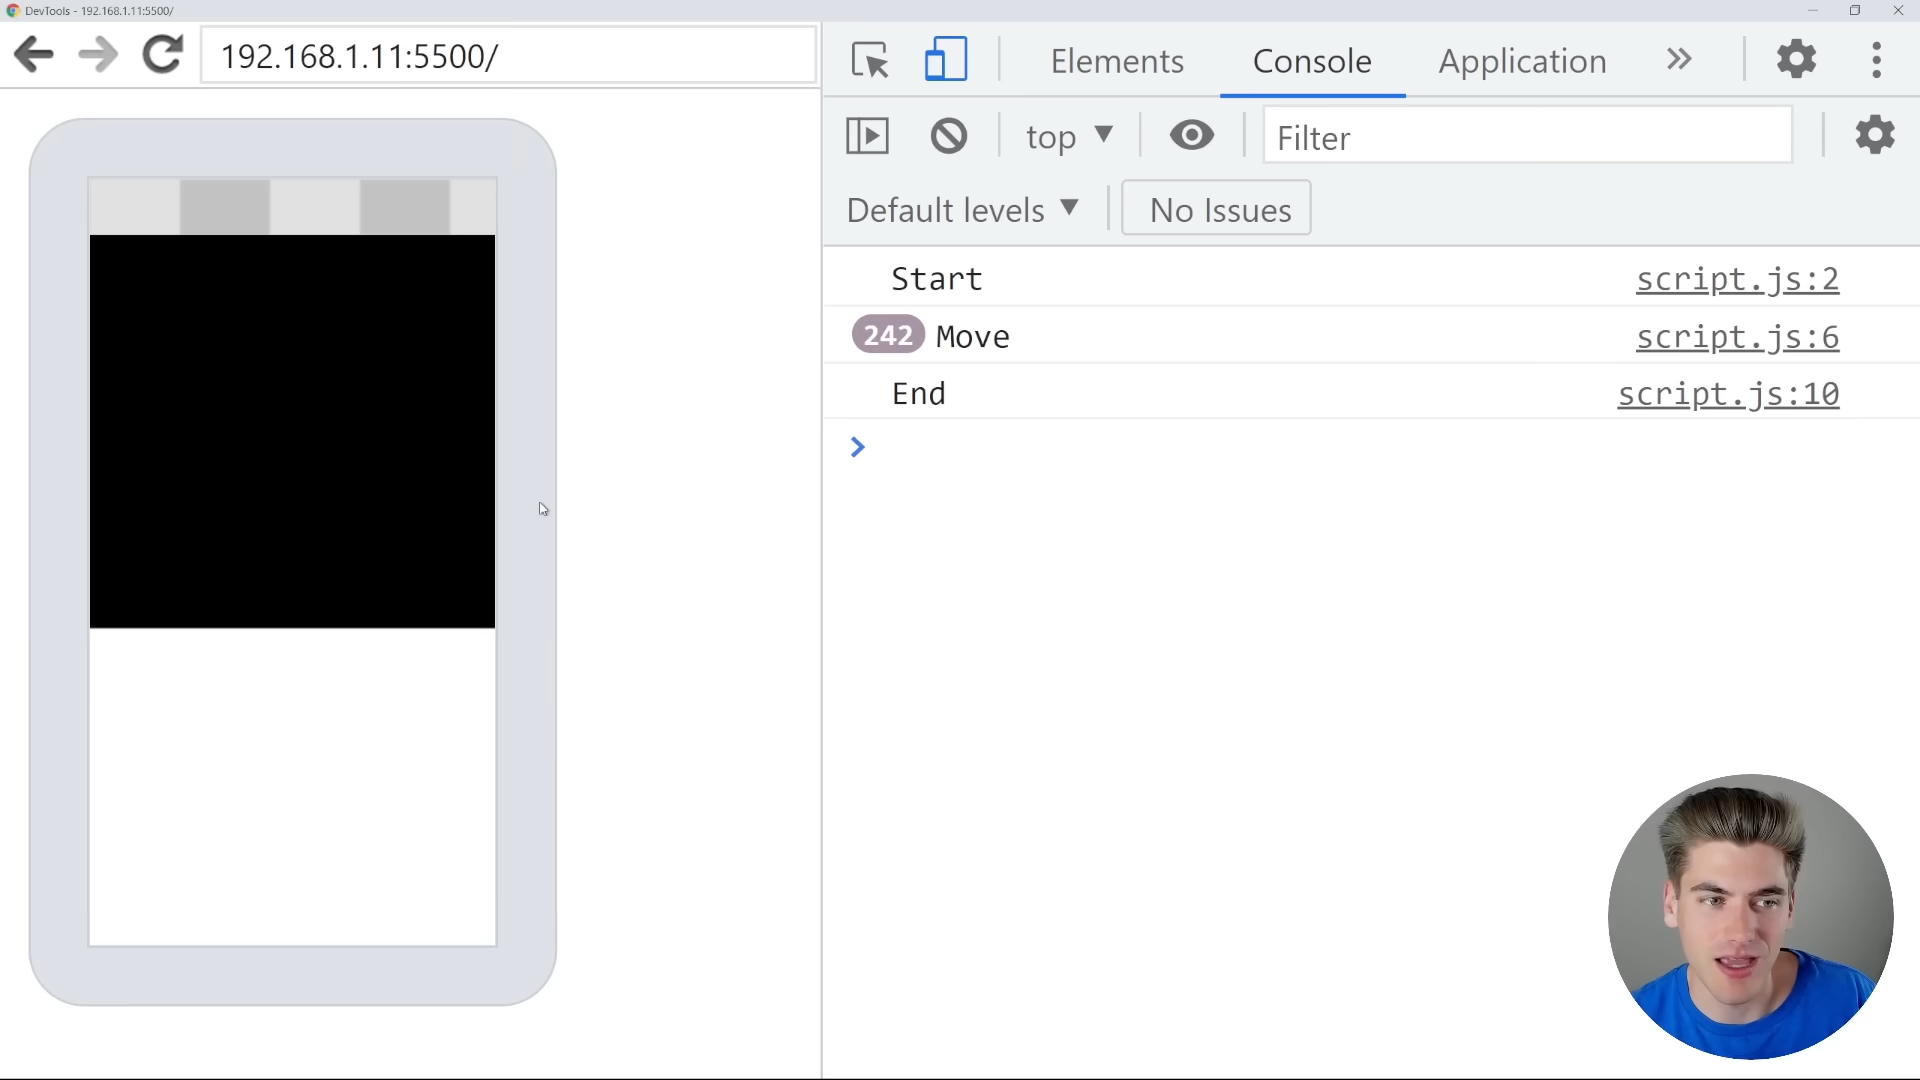 DevTools - 192.168.1.11:5500/
192.168.1.11:5500/
Elements Console Application
top Filter
Default levels No Issues
Start script.js:2
242 Move script.js:6
End script.js:10